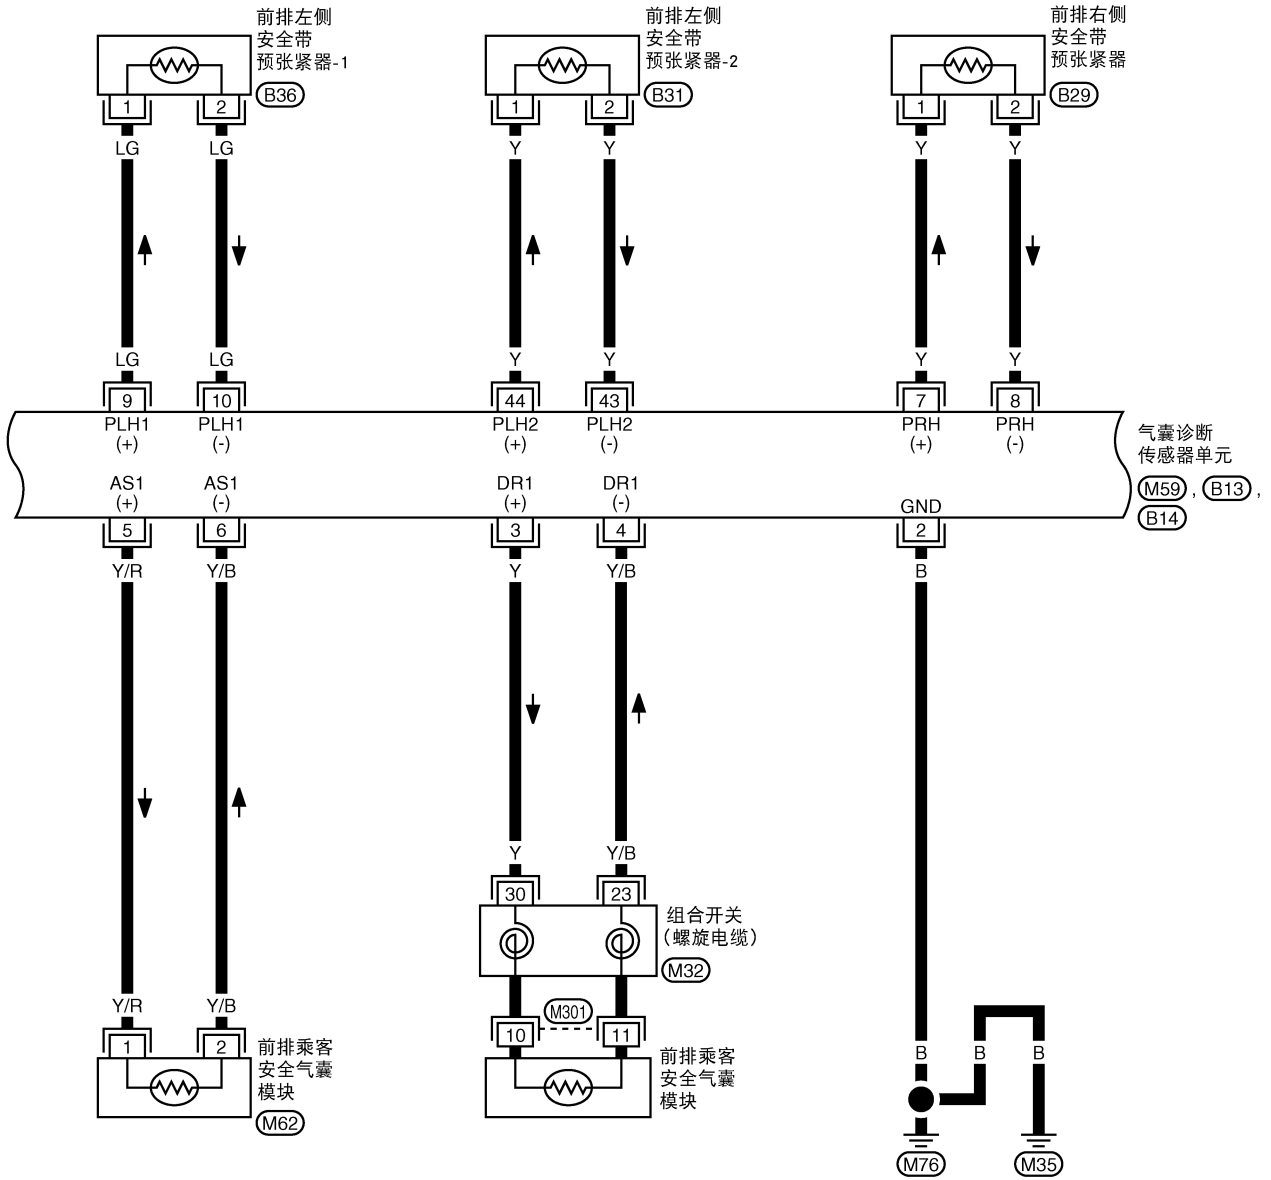 前排左侧
安全带
预张紧器-1
B36
前排左侧
安全带
预张紧器-2
B31
前排右侧
安全带
预张紧器
B29
1 2 1 2 1 2
LG LG Y Y Y Y
LG LG Y Y Y Y
9 10 44 43 7 8
PLH1 PLH1 PLH2 PLH2 PRH PRH
(+) (-) (+) (-) (+) (-)
气囊诊断
传感器单元
M59 , B13 ,
B14
AS1 AS1 DR1 DR1
(+) (-) (+) (-)
GND
5 6 3 4 2
Y/R Y/B Y Y/B B
Y Y/B
30 23
组合开关
(螺旋电缆)
M32
Y/R Y/B
M301
1 2 10 11
B B B
前排乘客
安全气囊
模块
M62
前排乘客
安全气囊
模块
M76 M35